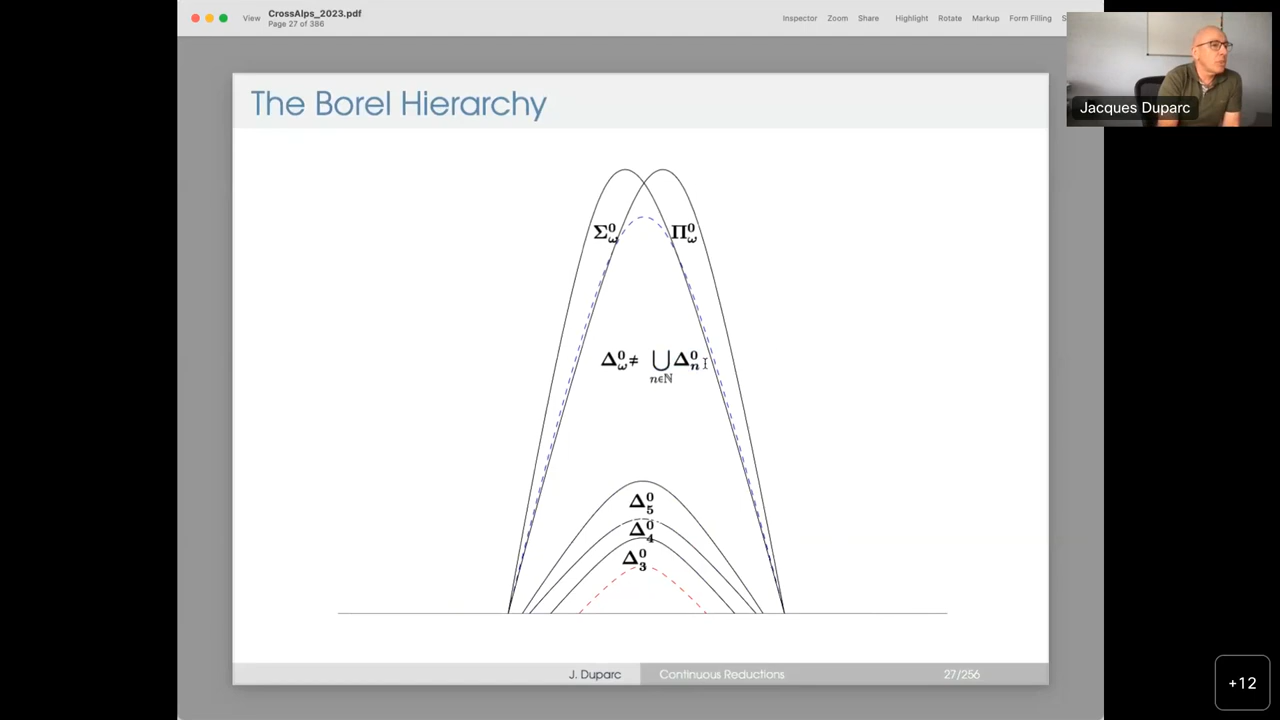 CrossAlps_2023.pdf
Page 27 of 386
View
Inspector Zoom Share Highlight Rotate Markup Form Filling S
Jacques Duparc
The Borel Hierarchy
Σ⁰_ω Π⁰_ω
Δ⁰_ω ≠ ⋃_{n∈ℕ} Δ⁰_n
Δ⁰_5
Δ⁰_4
Δ⁰_3
J. Duparc Continuous Reductions 27/256
+12